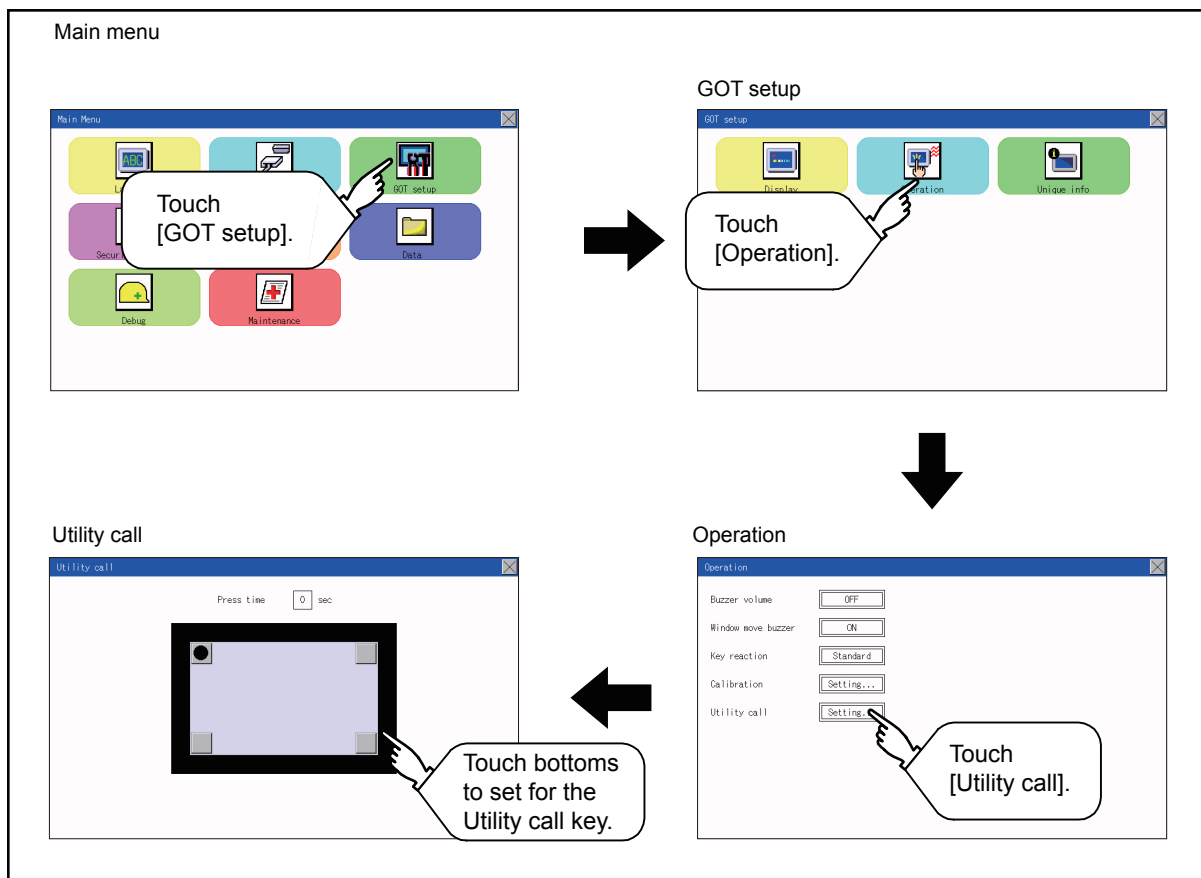 Main menu
Main Menu
GOT setup
Touch
[GOT setup].
Data
Debug
Maintenance
GOT setup
GOT setup
Display
Unique info
Touch
[Operation].
Utility call
Utility call
Press time 0 sec
Touch bottoms
to set for the
Utility call key.
Operation
Operation
Buzzer volume OFF
Window move buzzer ON
Key reaction Standard
Calibration Setting...
Utility call Setting..
Touch
[Utility call].